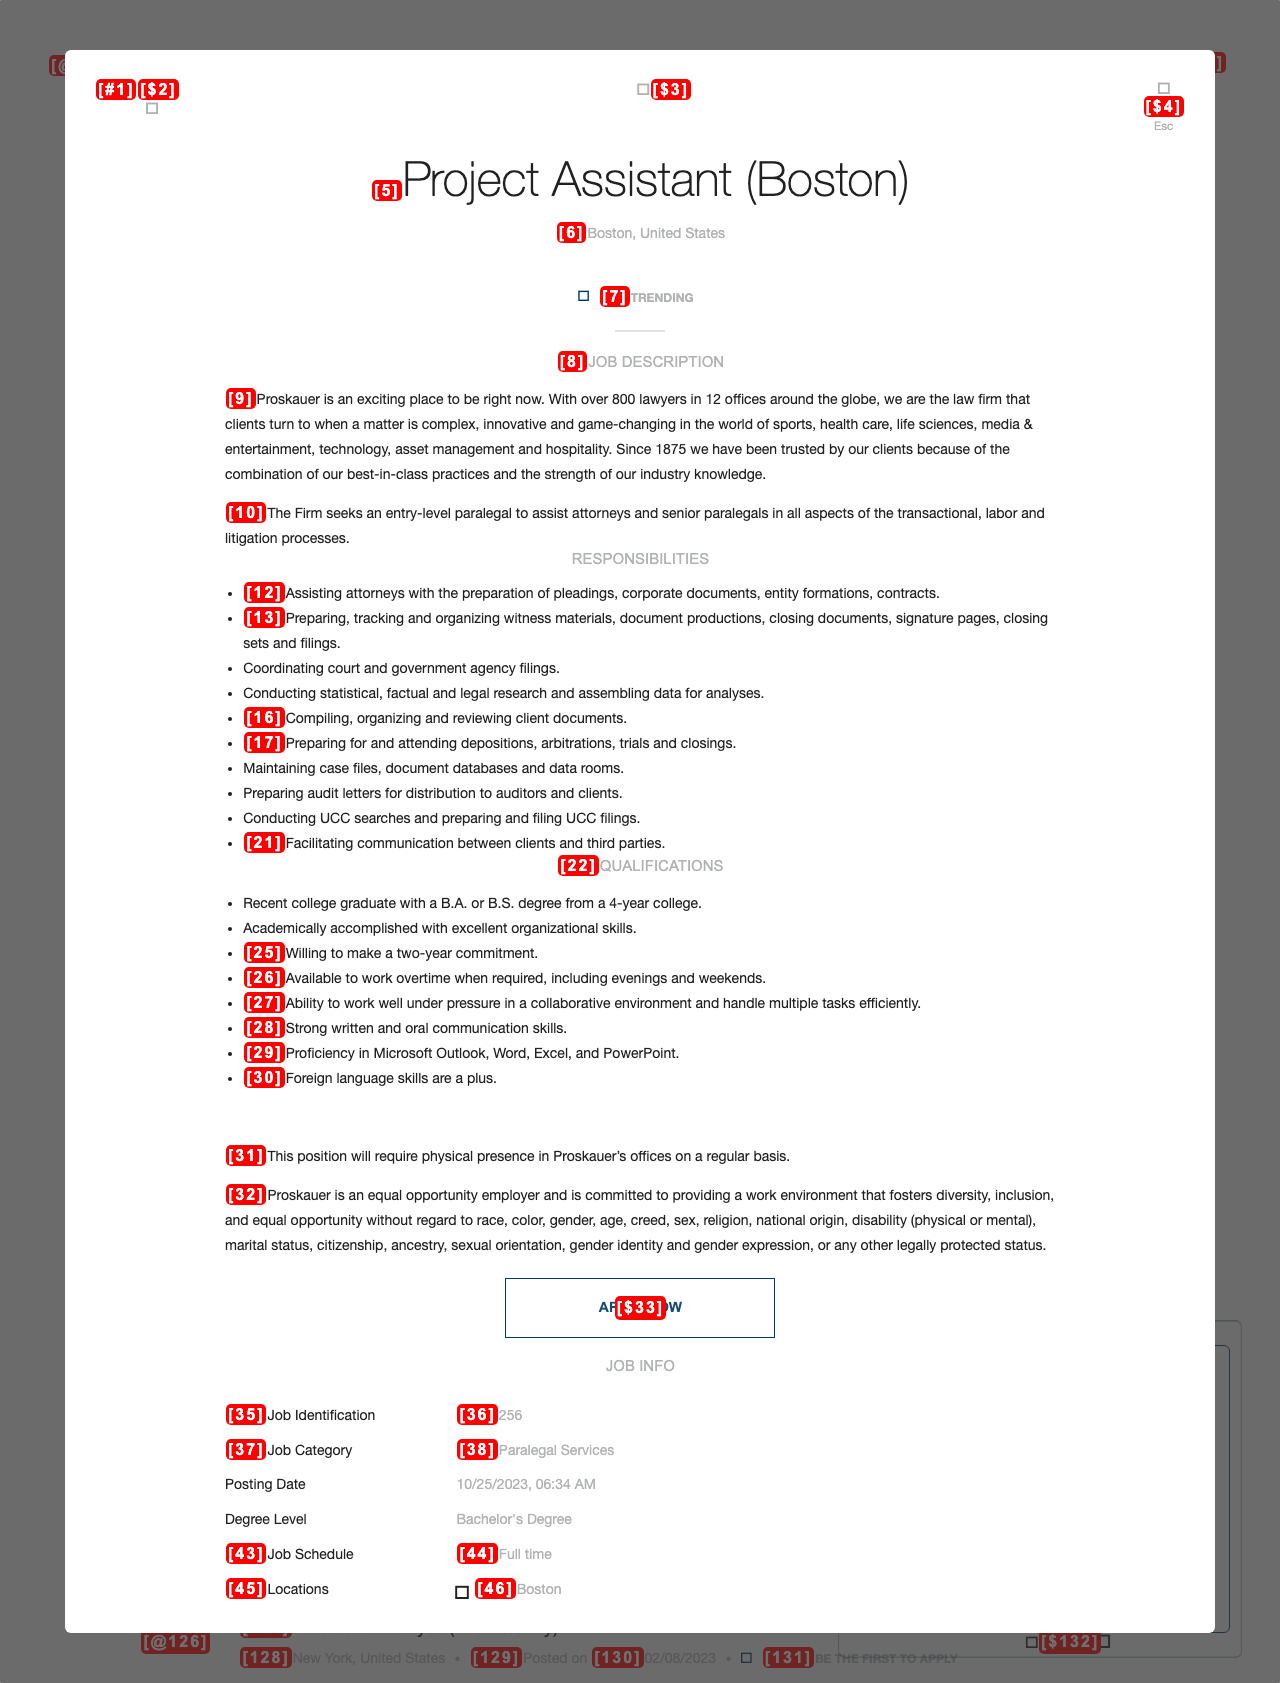 [#1] [$2] [$3]
[$4]
Esc
[5] Project Assistant (Boston)
[6] Boston, United States
[7] TRENDING
[8] JOB DESCRIPTION
[9] Proskauer is an exciting place to be right now. With over 800 lawyers in 12 offices around the globe, we are the law firm that
clients turn to when a matter is complex, innovative and game-changing in the world of sports, health care, life sciences, media &
entertainment, technology, asset management and hospitality. Since 1875 we have been trusted by our clients because of the
combination of our best-in-class practices and the strength of our industry knowledge.
[10] The Firm seeks an entry-level paralegal to assist attorneys and senior paralegals in all aspects of the transactional, labor and
litigation processes.
RESPONSIBILITIES
• [12] Assisting attorneys with the preparation of pleadings, corporate documents, entity formations, contracts.
• [13] Preparing, tracking and organizing witness materials, document productions, closing documents, signature pages, closing
sets and filings.
• Coordinating court and government agency filings.
• Conducting statistical, factual and legal research and assembling data for analyses.
• [16] Compiling, organizing and reviewing client documents.
• [17] Preparing for and attending depositions, arbitrations, trials and closings.
• Maintaining case files, document databases and data rooms.
• Preparing audit letters for distribution to auditors and clients.
• Conducting UCC searches and preparing and filing UCC filings.
• [21] Facilitating communication between clients and third parties.
[22] QUALIFICATIONS
• Recent college graduate with a B.A. or B.S. degree from a 4-year college.
• Academically accomplished with excellent organizational skills.
• [25] Willing to make a two-year commitment.
• [26] Available to work overtime when required, including evenings and weekends.
• [27] Ability to work well under pressure in a collaborative environment and handle multiple tasks efficiently.
• [28] Strong written and oral communication skills.
• [29] Proficiency in Microsoft Outlook, Word, Excel, and PowerPoint.
• [30] Foreign language skills are a plus.
[31] This position will require physical presence in Proskauer's offices on a regular basis.
[32] Proskauer is an equal opportunity employer and is committed to providing a work environment that fosters diversity, inclusion,
and equal opportunity without regard to race, color, gender, age, creed, sex, religion, national origin, disability (physical or mental),
marital status, citizenship, ancestry, sexual orientation, gender identity and gender expression, or any other legally protected status.
[$33]
JOB INFO
[35] Job Identification [36] 256
[37] Job Category [38] Paralegal Services
Posting Date 10/25/2023, 06:34 AM
Degree Level Bachelor's Degree
[43] Job Schedule [44] Full time
[45] Locations [46] Boston
[@126] [$132]
[128] New York, United States • [129] Posted on [130] 02/08/2023 • [131] BE THE FIRST TO APPLY